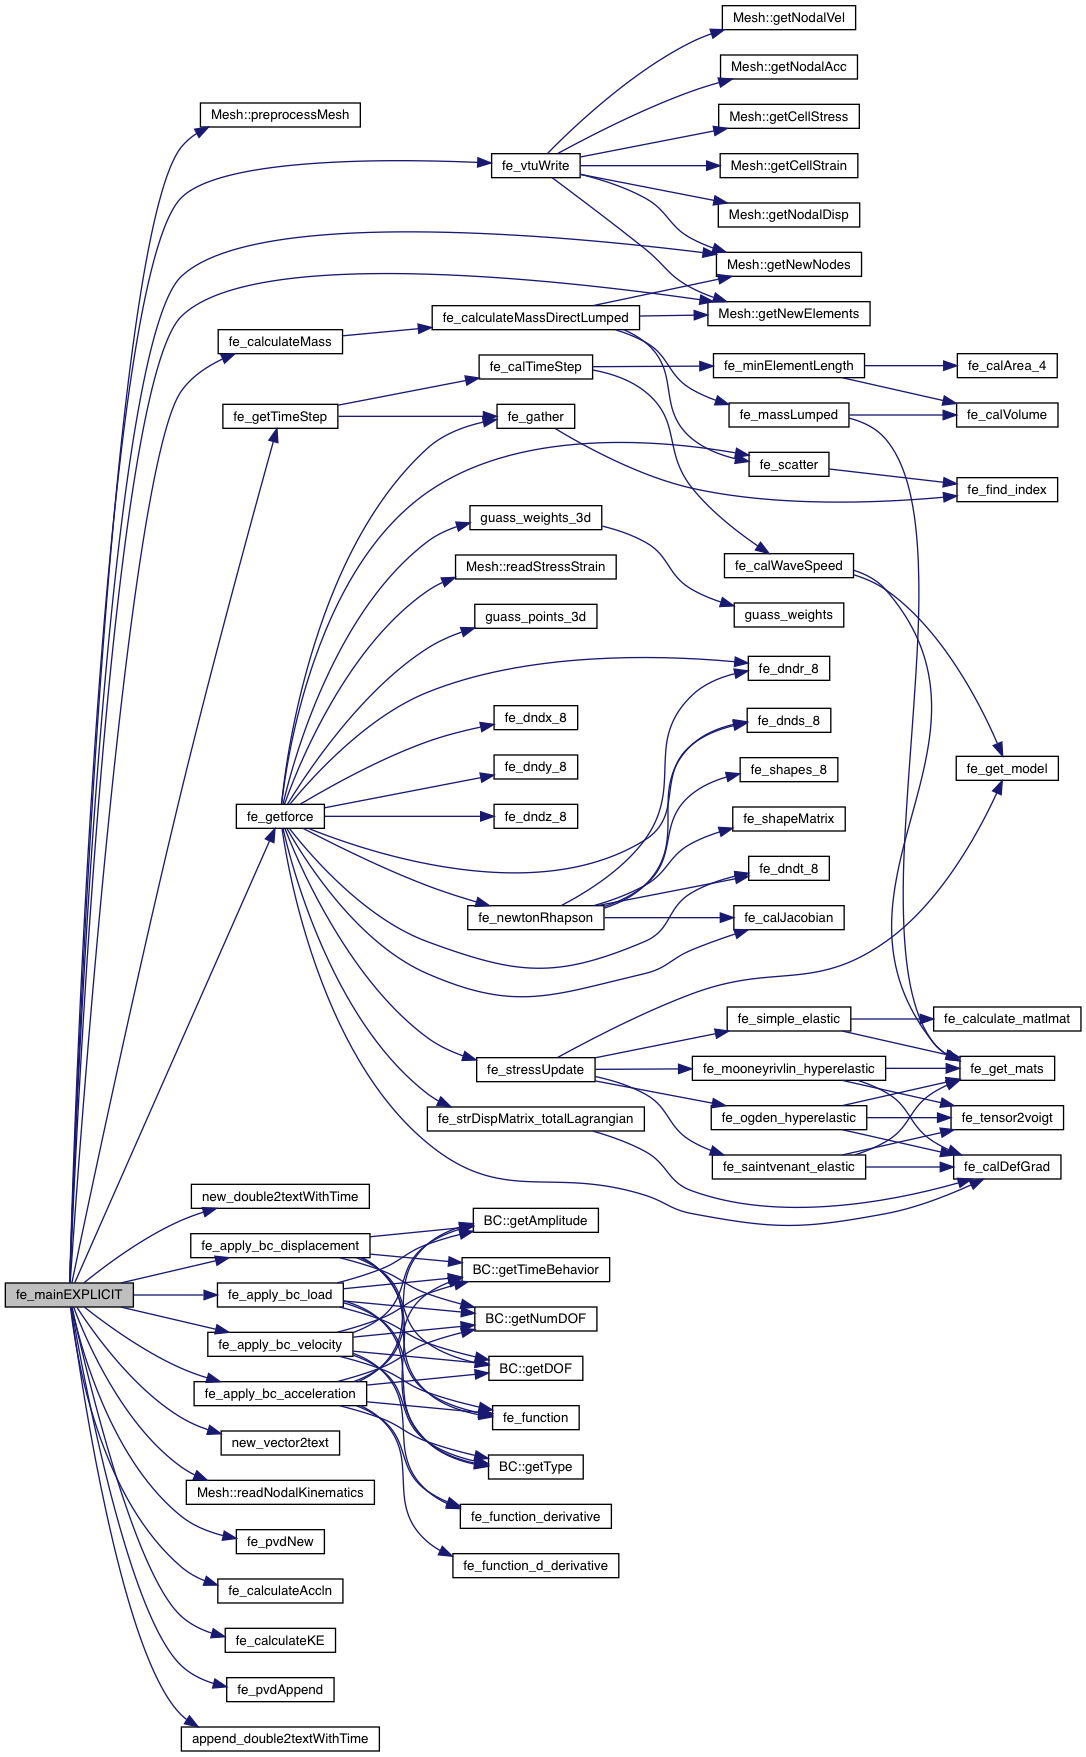 Mesh::getNodalVel
Mesh::getNodalAcc
Mesh::preprocessMesh
Mesh::getCellStress
fe_vtuWrite
Mesh::getCellStrain
Mesh::getNodalDisp
Mesh::getNewNodes
Mesh::getNewElements
fe_calculateMassDirectLumped
fe_calculateMass
fe_calTimeStep
fe_minElementLength
fe_calArea_4
fe_getTimeStep
fe_gather
fe_massLumped
fe_calVolume
fe_scatter
fe_find_index
guass_weights_3d
Mesh::readStressStrain
fe_calWaveSpeed
guass_points_3d
guass_weights
fe_dndr_8
fe_dndx_8
fe_dnds_8
fe_dndy_8
fe_shapes_8
fe_get_model
fe_getforce
fe_dndz_8
fe_shapeMatrix
fe_dndt_8
fe_newtonRhapson
fe_calJacobian
fe_simple_elastic
fe_calculate_matlmat
fe_stressUpdate
fe_mooneyrivlin_hyperelastic
fe_get_mats
fe_strDispMatrix_totalLagrangian
fe_ogden_hyperelastic
fe_tensor2voigt
fe_saintvenant_elastic
fe_calDefGrad
new_double2textWithTime
BC::getAmplitude
fe_apply_bc_displacement
BC::getTimeBehavior
fe_mainEXPLICIT
fe_apply_bc_load
BC::getNumDOF
fe_apply_bc_velocity
BC::getDOF
fe_apply_bc_acceleration
fe_function
new_vector2text
BC::getType
Mesh::readNodalKinematics
fe_function_derivative
fe_pvdNew
fe_function_d_derivative
fe_calculateAccln
fe_calculateKE
fe_pvdAppend
append_double2textWithTime